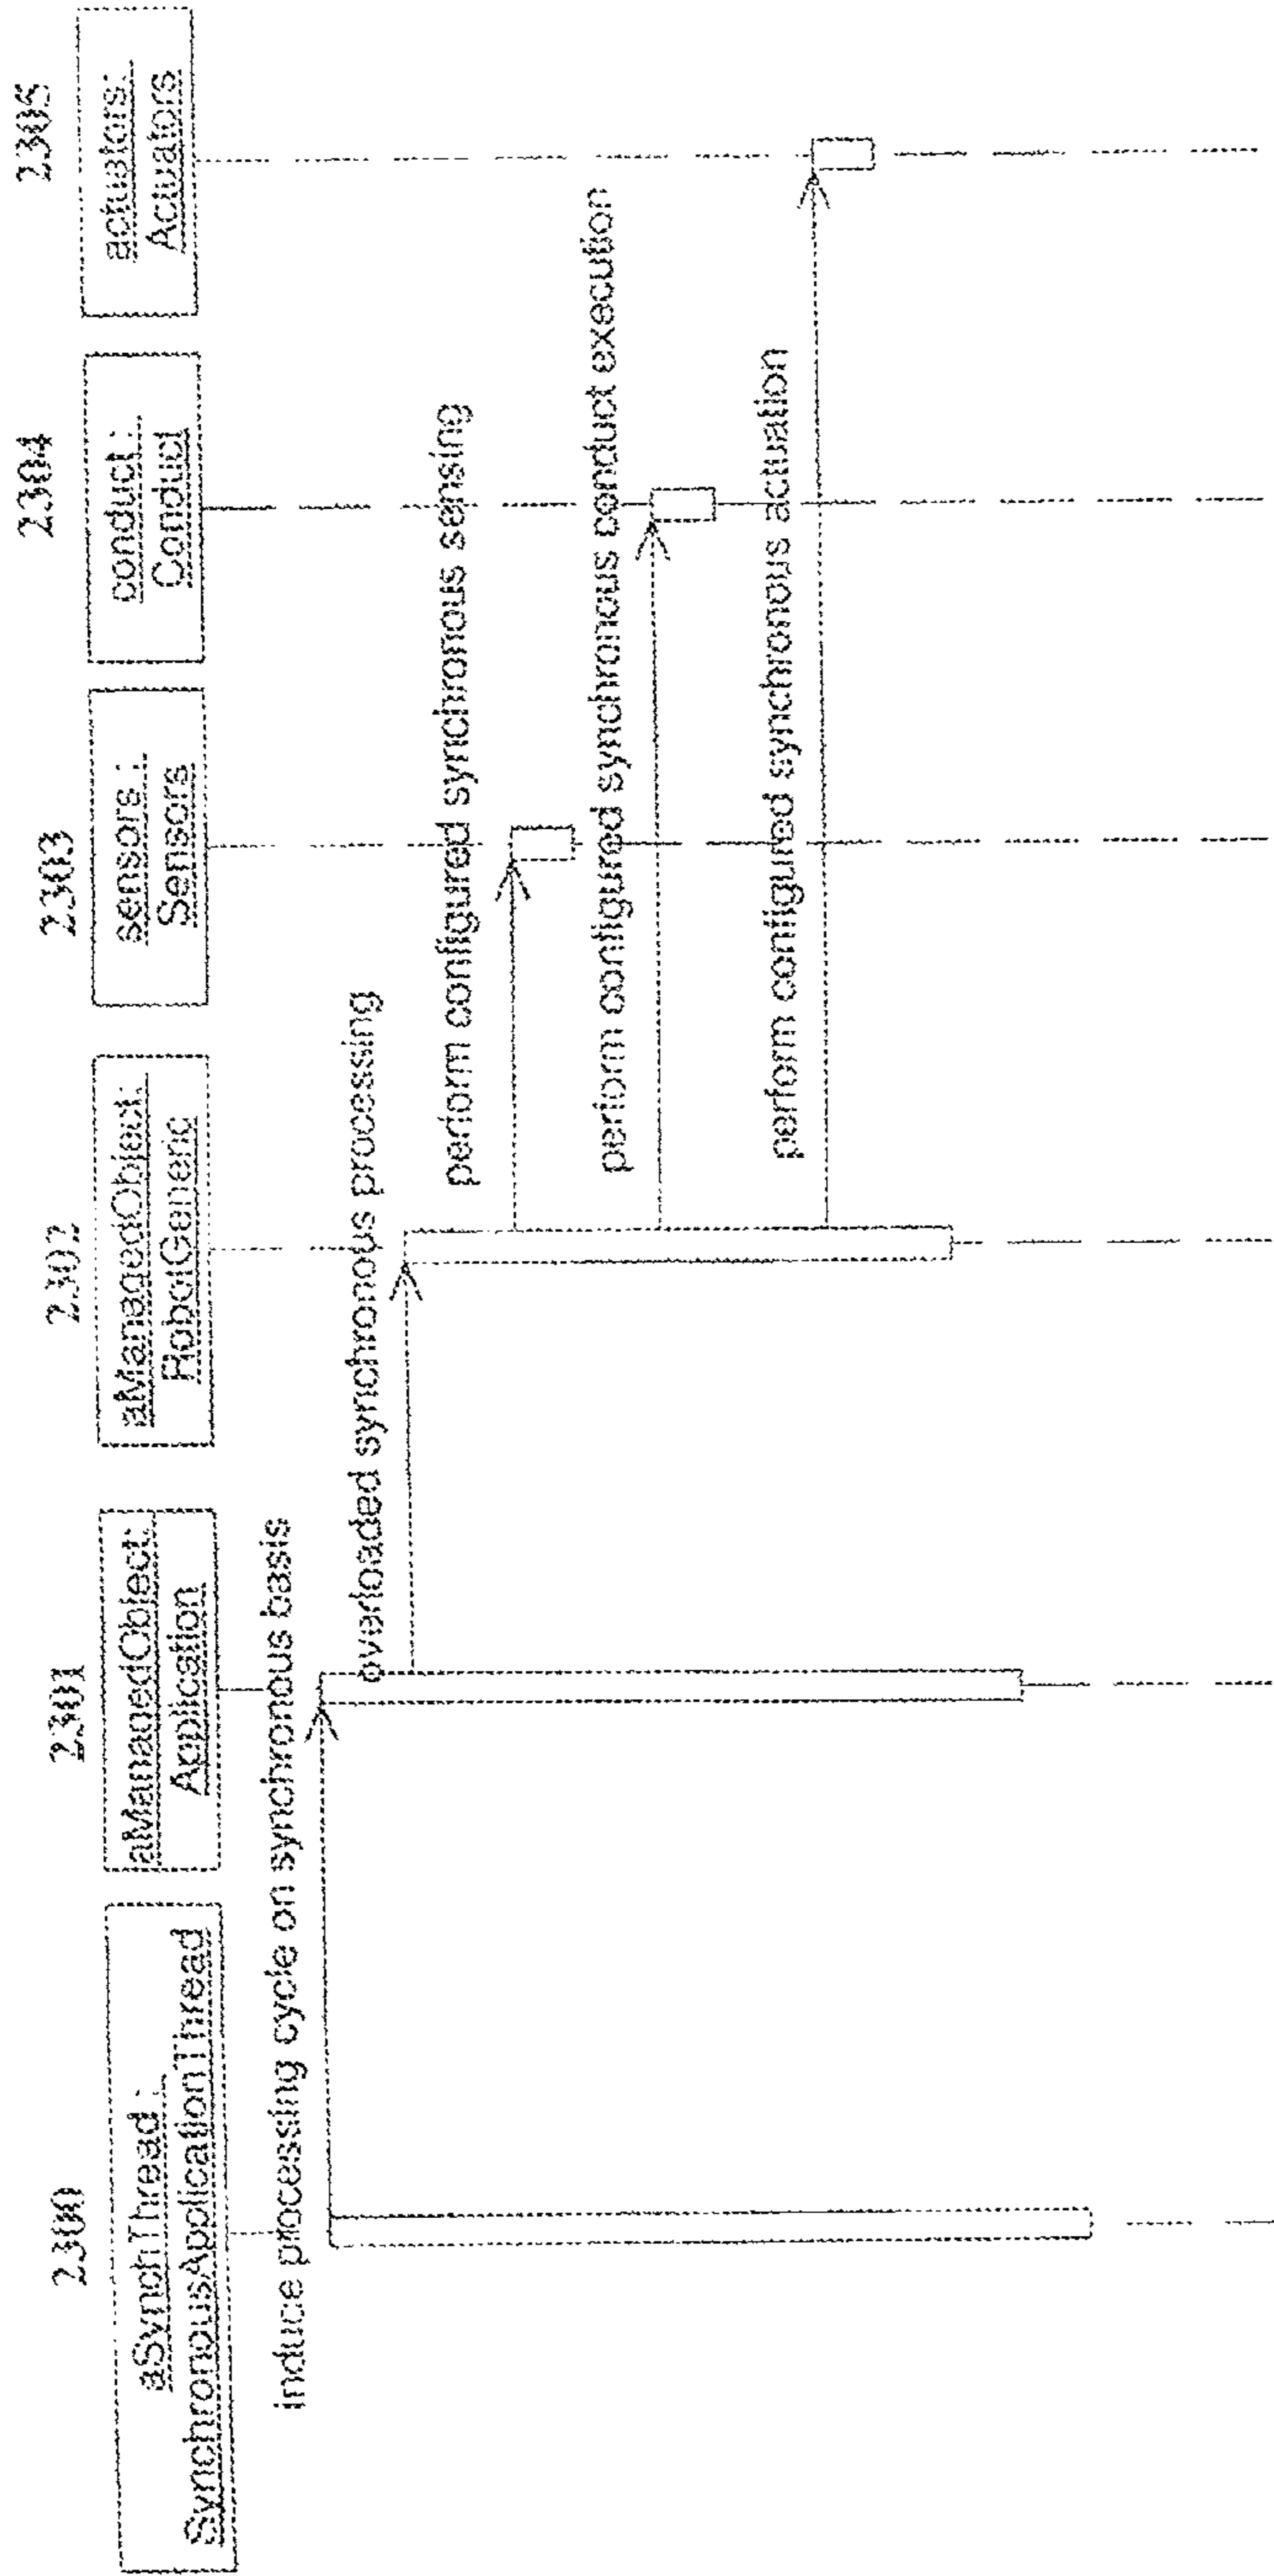 2300
aSynchThread :
SynchronousApplicationThread
2301
aManagedObject:
Application
2302
aManagedObject:
RobotGeneric
2303
sensors :
Sensors
2304
conduct :
Conduct
2305
actuators:
Actuators
induce processing cycle on synchronous basis
overloaded synchronous processing
perform configured synchronous sensing
perform configured synchronous conduct execution
perform configured synchronous actuation